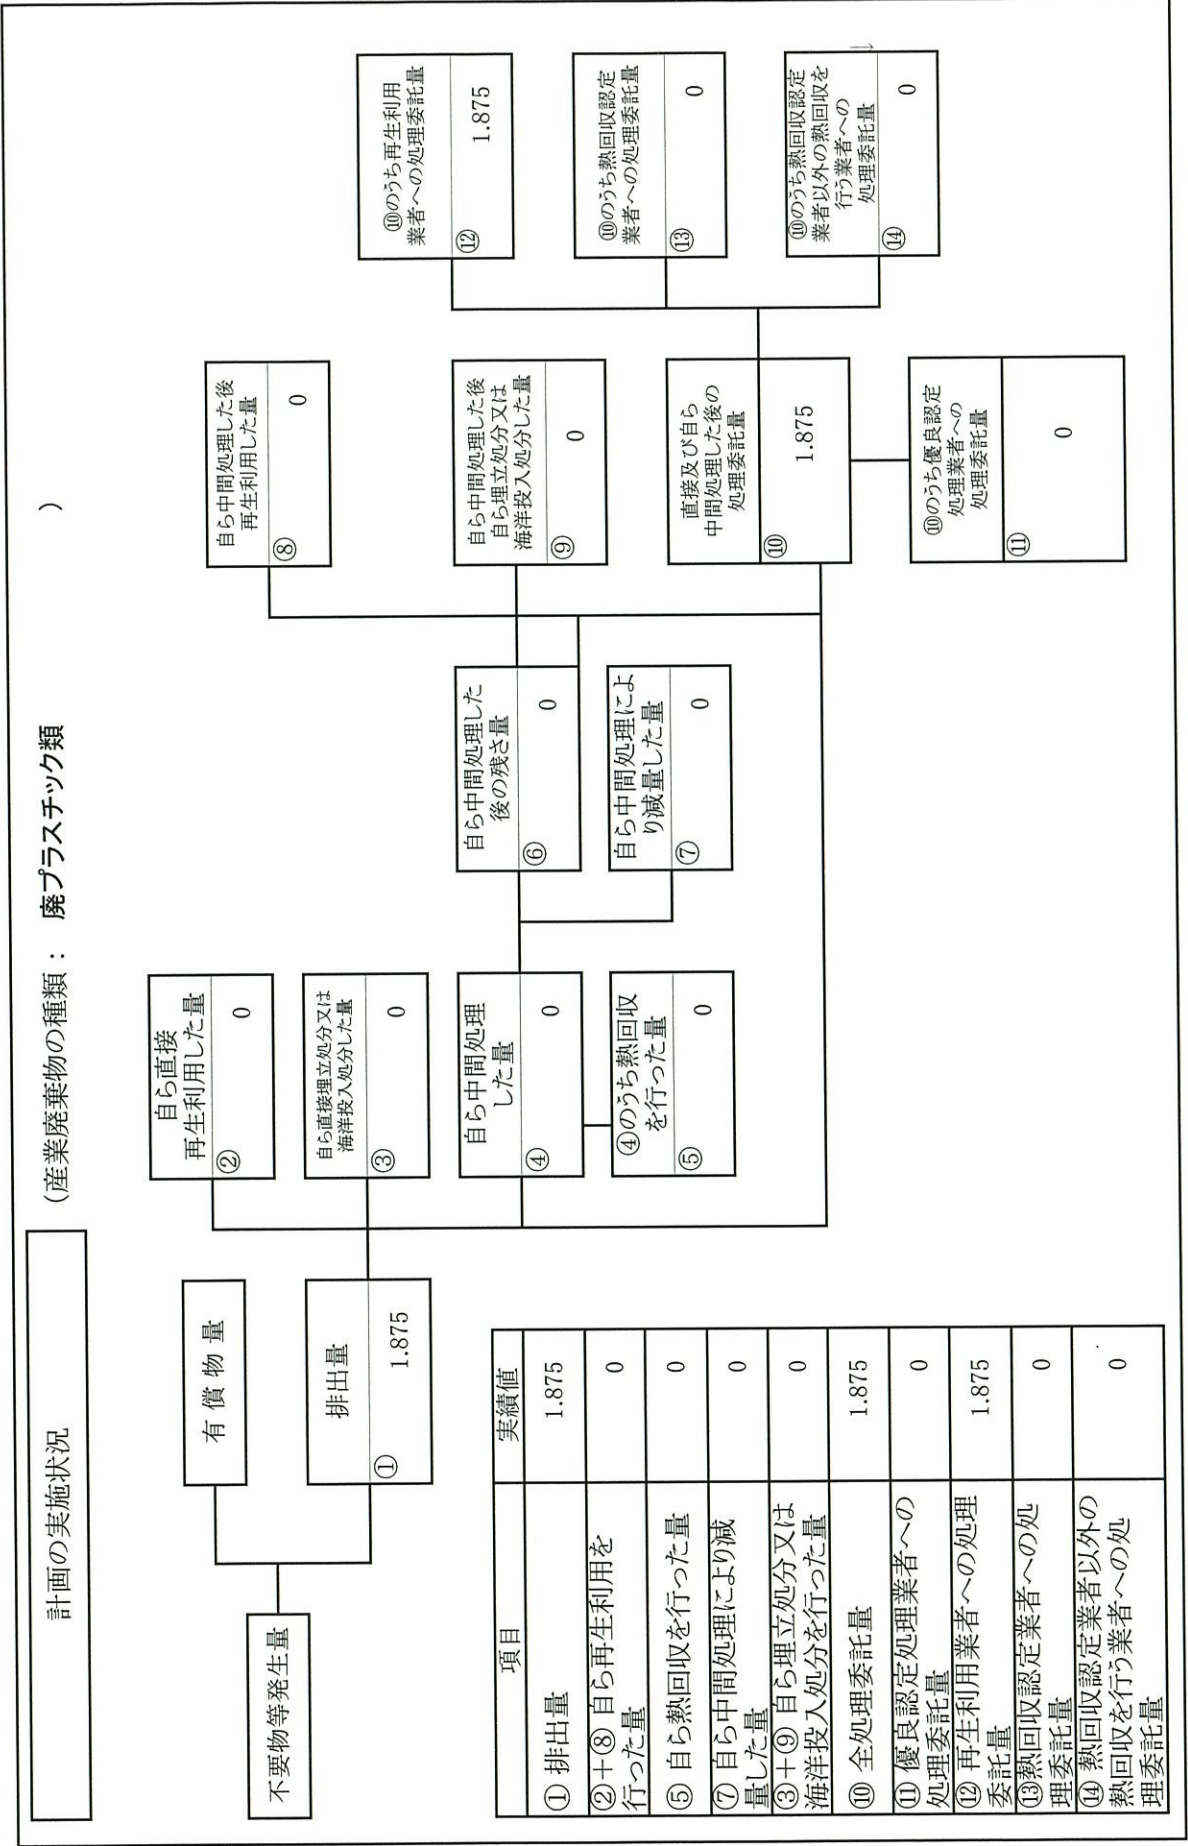 計画の実施状況
（産業廃棄物の種類： 廃プラスチック類 ）
不要物等発生量
有 償 物 量
排出量
① 1.875
自ら直接
再生利用した量
② 0
自ら直接埋立処分又は
海洋投入処分した量
③ 0
自ら中間処理
した量
④ 0
④のうち熱回収
を行った量
⑤ 0
自ら中間処理した
後の残さ量
⑥ 0
自ら中間処理によ
り減量した量
⑦ 0
自ら中間処理した後
再生利用した量
⑧ 0
自ら中間処理した後
自ら埋立処分又は
海洋投入処分した量
⑨ 0
直接及び自ら
中間処理した後の
処理委託量
⑩ 1.875
⑩のうち優良認定
処理業者への
処理委託量
⑪ 0
⑩のうち再生利用
業者への処理委託量
⑫ 1.875
⑩のうち熱回収認定
業者への処理委託量
⑬ 0
⑩のうち熱回収認定
業者以外の熱回収を
行う業者への
処理委託量
⑭ 0
項目 実績値
① 排出量 1.875
②＋⑧ 自ら再生利用を
行った量 0
⑤ 自ら熱回収を行った量 0
⑦ 自ら中間処理により減
量した量 0
③＋⑨ 自ら埋立処分又は
海洋投入処分を行った量 0
⑩ 全処理委託量 1.875
⑪ 優良認定処理業者への
処理委託量 0
⑫ 再生利用業者への処理
委託量 1.875
⑬熱回収認定業者への処
理委託量 0
⑭ 熱回収認定業者以外の
熱回収を行う業者への処
理委託量 0